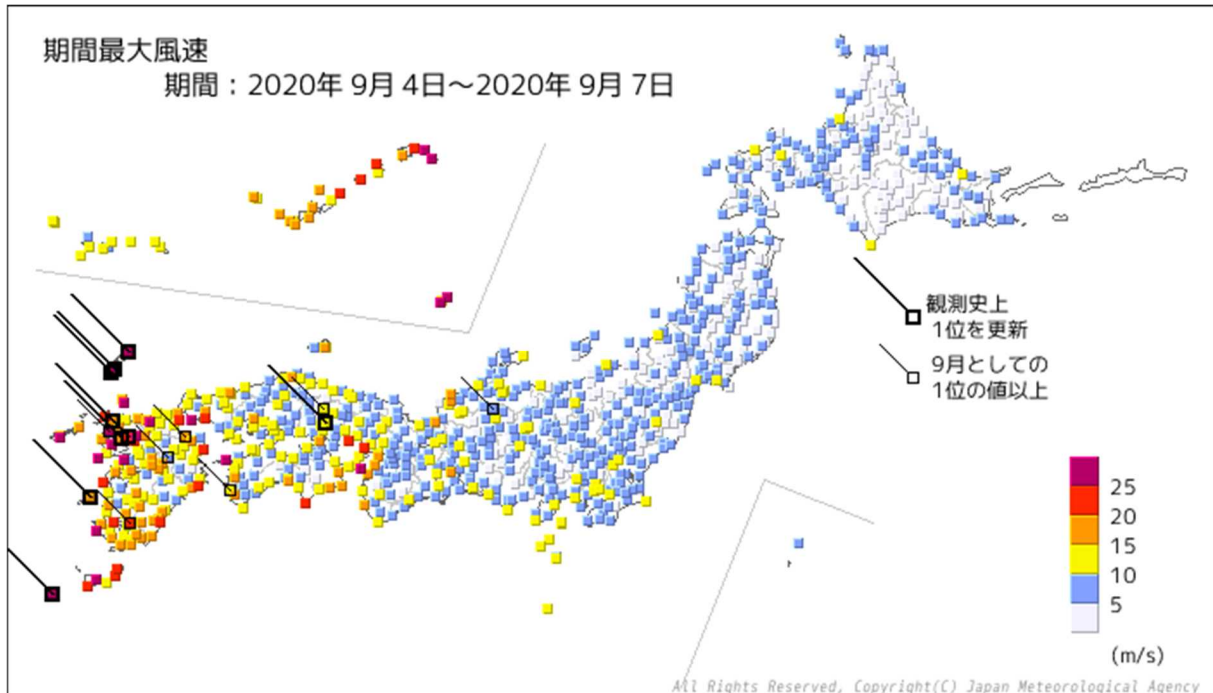 期間最大風速
期間：2020年 9月 4日～2020年 9月 7日
観測史上
1位を更新
9月としての
1位の値以上
25
20
15
10
5
(m/s)
All Rights Reserved, Copyright(C) Japan Meteorological Agency